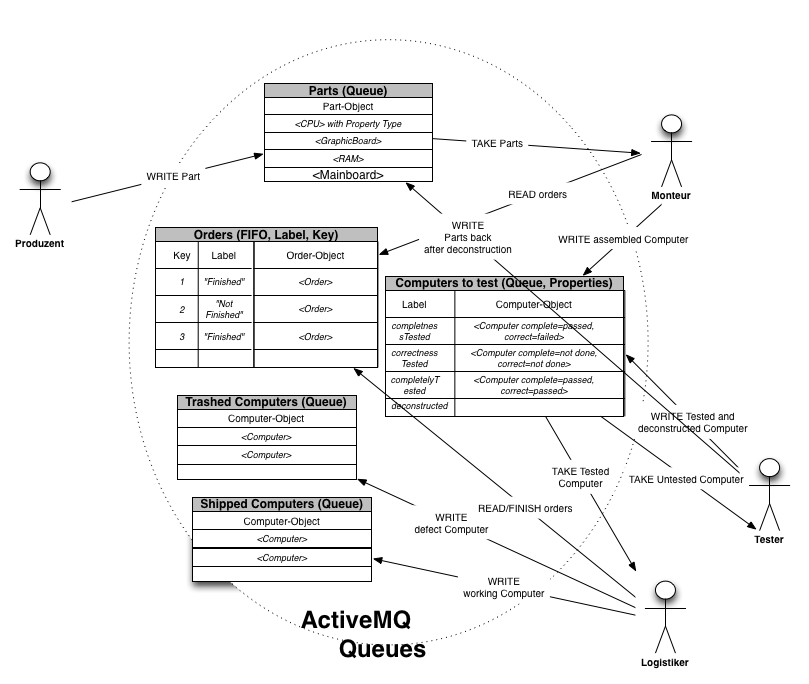 Parts (Queue)
Part-Object
<CPU> with Property Type
<GraphicBoard>
<RAM>
<Mainboard>
WRITE Part
Produzent
TAKE Parts
READ orders
Monteur
WRITE
Parts back
after deconstruction
WRITE assembled Computer
Orders (FIFO, Label, Key)
Key Label Order-Object
1 "Finished" <Order>
2 "Not
Finished" <Order>
3 "Finished" <Order>
Computers to test (Queue, Properties)
Label Computer-Object
completnes
sTested
<Computer complete=passed,
correct=failed>
correctness
Tested
<Computer complete=not done,
correct=not done>
completelyT
ested
<Computer complete=passed,
correct=passed>
deconstructed
Trashed Computers (Queue)
Computer-Object
<Computer>
<Computer>
WRITE Tested and
deconstructed Computer
TAKE Tested
Computer
TAKE Untested Computer
Tester
Shipped Computers (Queue)
Computer-Object
<Computer>
<Computer>
READ/FINISH orders
WRITE
defect Computer
WRITE
working Computer
Logistiker
ActiveMQ
Queues